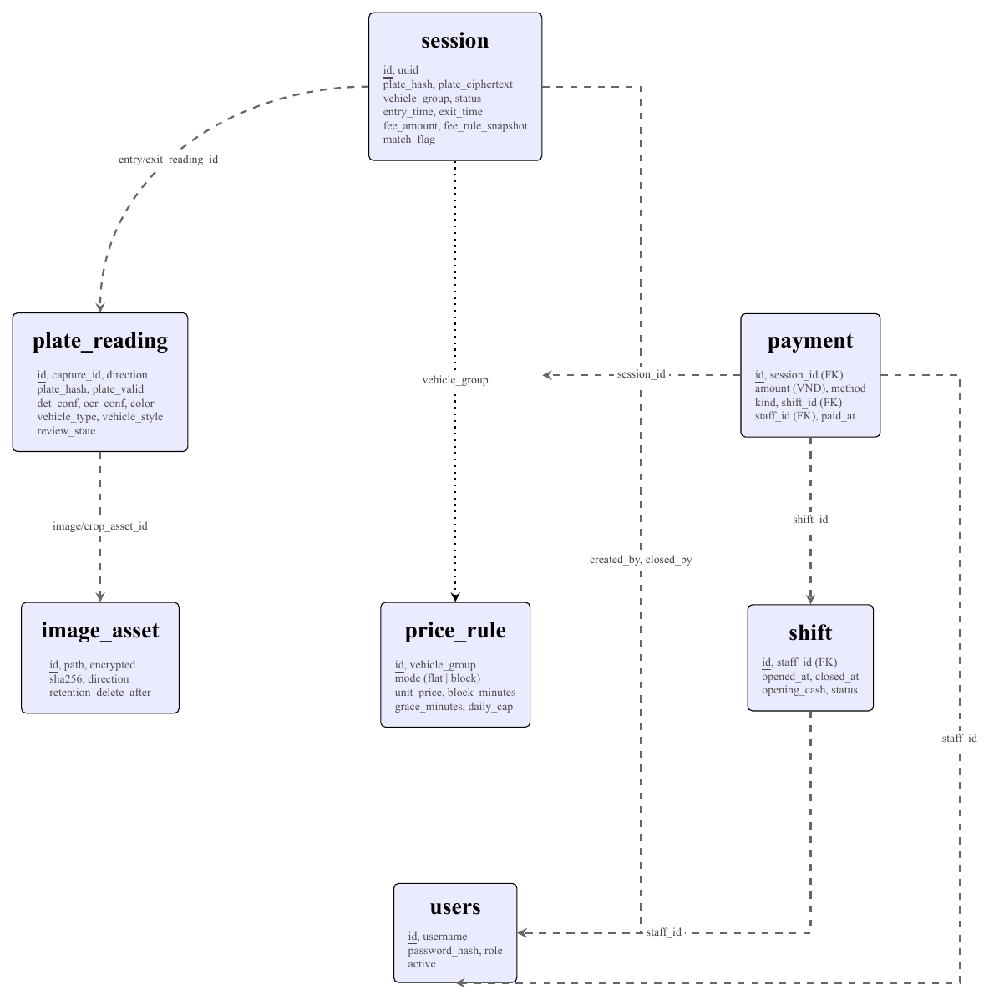 session
id, uuid
plate_hash, plate_ciphertext
vehicle_group, status
entry_time, exit_time
fee_amount, fee_rule_snapshot
match_flag
entry/exit_reading_id
plate_reading
id, capture_id, direction
plate_hash, plate_valid
det_conf, ocr_conf, color
vehicle_type, vehicle_style
review_state
vehicle_group
session_id
payment
id, session_id (FK)
amount (VND), method
kind, shift_id (FK)
staff_id (FK), paid_at
image/crop_asset_id
shift_id
created_by, closed_by
image_asset
id, path, encrypted
sha256, direction
retention_delete_after
price_rule
id, vehicle_group
mode (flat | block)
unit_price, block_minutes
grace_minutes, daily_cap
shift
id, staff_id (FK)
opened_at, closed_at
opening_cash, status
staff_id
users
id, username
password_hash, role
active
staff_id